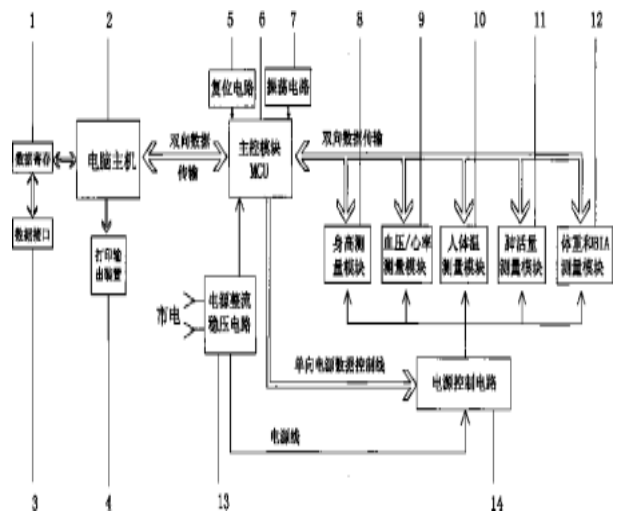 1
2
5
6
7
8
9
10
11
12
复位电路
振荡电路
数据寄存
电脑主机
双向数据
传输
主控模块
MCU
双向数据传输
数据接口
打印输
出装置
身高测
量模块
血压/心率
测量模块
人体温
测量模块
肺活量
测量模块
体重和BIA
测量模块
市电
电源整流
稳压电路
单向电源数据控制线
电源控制电路
电源线
3
4
13
14